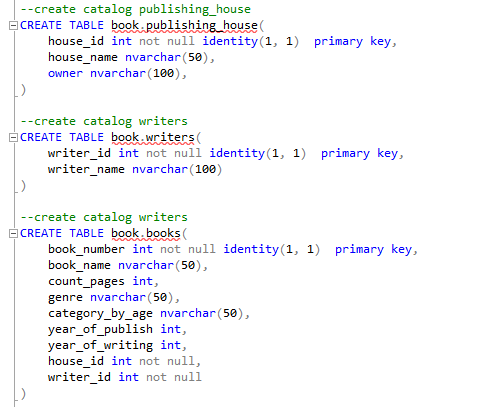 --create catalog publishing_house
CREATE TABLE book.publishing_house(
house_id int not null identity(1, 1)  primary key,
house_name nvarchar(50),
owner nvarchar(100),
)
--create catalog writers
CREATE TABLE book.writers(
writer_id int not null identity(1, 1)  primary key,
writer_name nvarchar(100)
)
--create catalog writers
CREATE TABLE book.books(
book_number int not null identity(1, 1)  primary key,
book_name nvarchar(50),
count_pages int,
genre nvarchar(50),
category_by_age nvarchar(50),
year_of_publish int,
year_of_writing int,
house_id int not null,
writer_id int not null
)